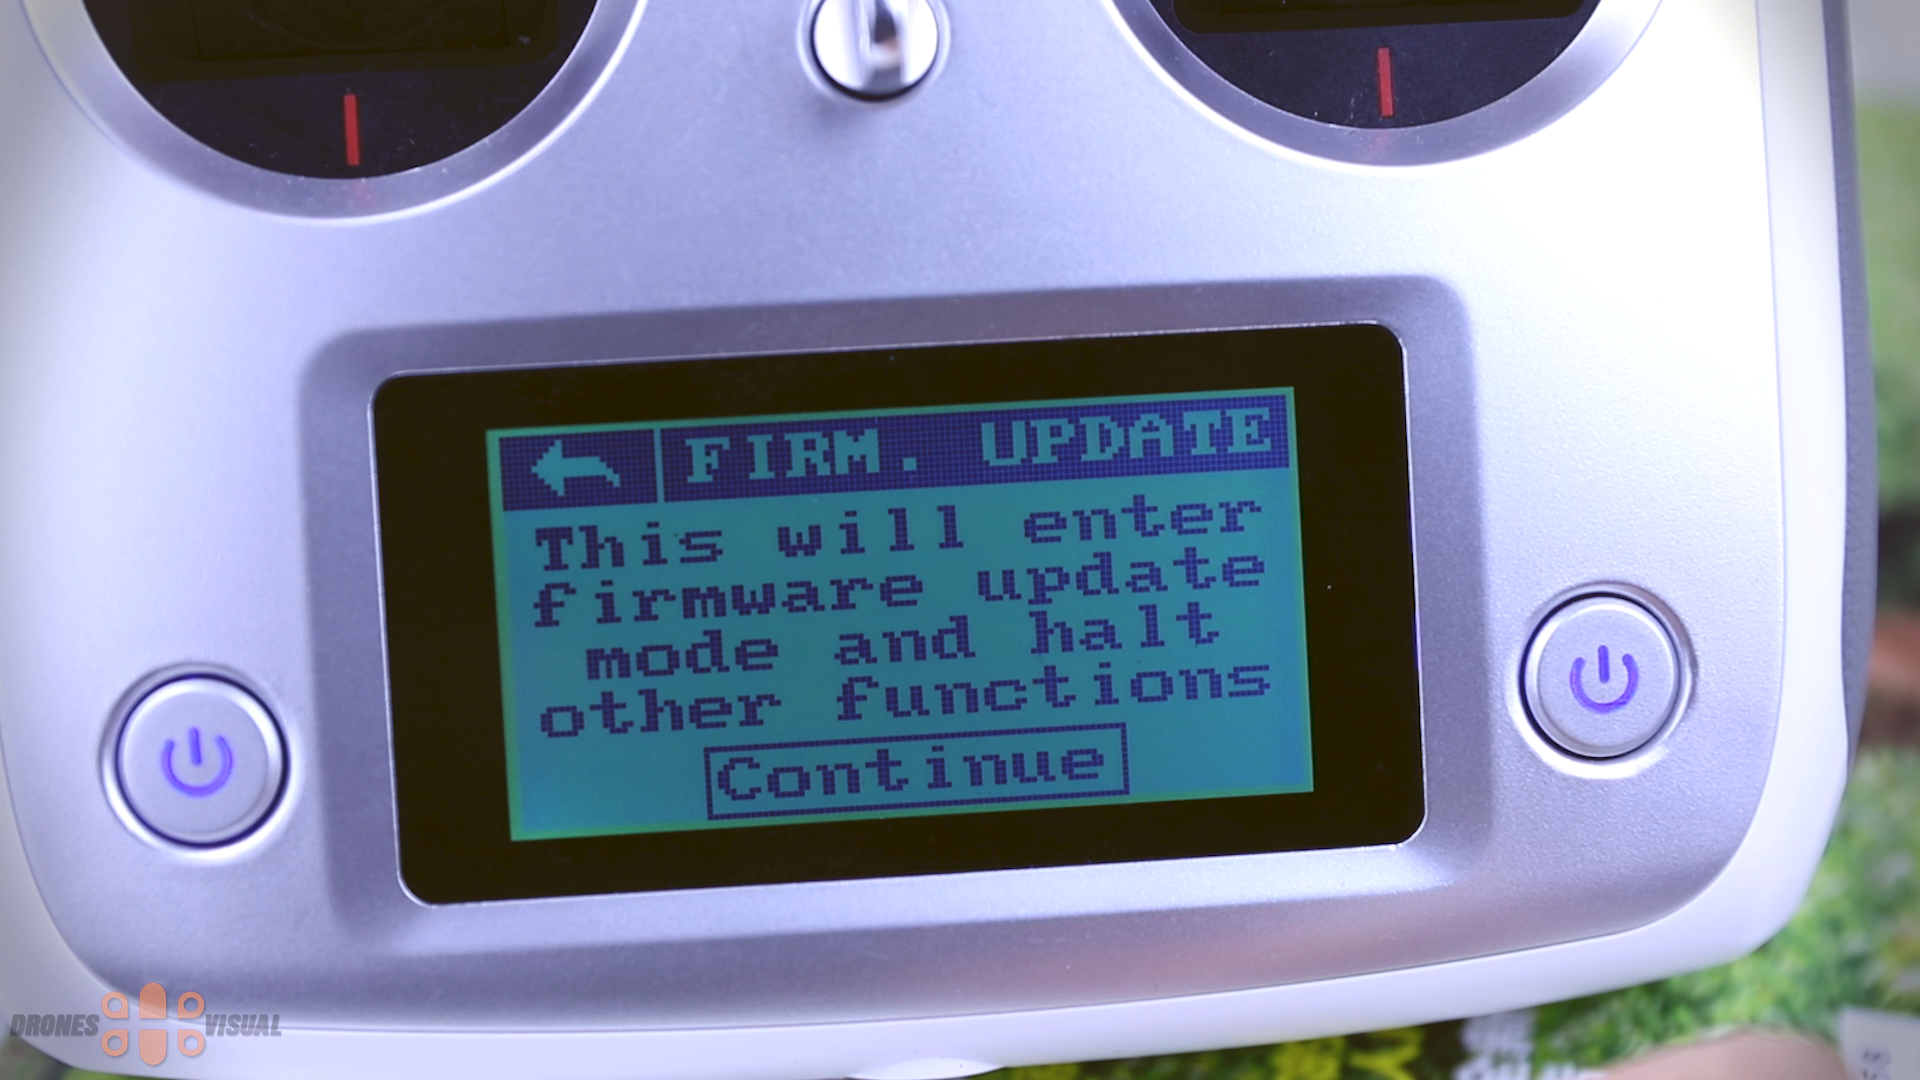 FIRM. UPDATE
This will enter
firmware update
mode and halt
other functions
Continue
DRONES VISUAL